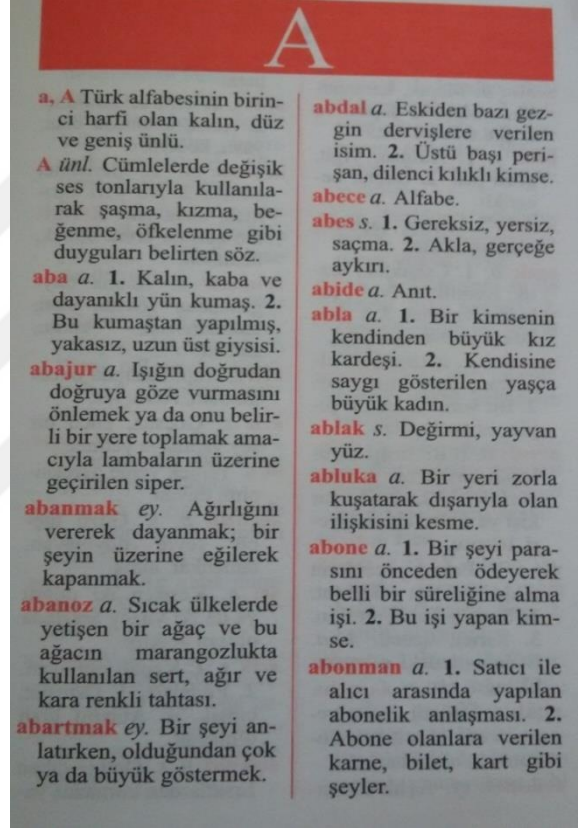 A
a, A Türk alfabesinin birin-
ci harfi olan kalın, düz
ve geniş ünlü.
A ünl. Cümlelerde değişik
ses tonlarıyla kullanıla-
rak şaşma, kızma, be-
ğenme, öfkelenme gibi
duyguları belirten söz.
aba a. 1. Kalın, kaba ve
dayanıklı yün kumaş. 2.
Bu kumaştan yapılmış,
yakasız, uzun üst giysisi.
abajur a. Işığın doğrudan
doğruya göze vurmasını
önlemek ya da onu belir-
li bir yere toplamak ama-
cıyla lambaların üzerine
geçirilen siper.
abanmak ey. Ağırlığını
vererek dayanmak; bir
şeyin üzerine eğilerek
kapanmak.
abanoz a. Sıcak ülkelerde
yetişen bir ağaç ve bu
ağacın marangozlukta
kullanılan sert, ağır ve
kara renkli tahtası.
abartmak ey. Bir şeyi an-
latırken, olduğundan çok
ya da büyük göstermek.
abdal a. Eskiden bazı gez-
gin dervişlere verilen
isim. 2. Üstü başı peri-
şan, dilenci kılıklı kimse.
abece a. Alfabe.
abes s. 1. Gereksiz, yersiz,
saçma. 2. Akla, gerçeğe
aykırı.
abide a. Anıt.
abla a. 1. Bir kimsenin
kendinden büyük kız
kardeşi. 2. Kendisine
saygı gösterilen yaşça
büyük kadın.
ablak s. Değirmi, yayvan
yüz.
abluka a. Bir yeri zorla
kuşatarak dışarıyla olan
ilişkisini kesme.
abone a. 1. Bir şeyi para-
sını önceden ödeyerek
belli bir süreliğine alma
işi. 2. Bu işi yapan kim-
se.
abonman a. 1. Satıcı ile
alıcı arasında yapılan
abonelik anlaşması. 2.
Abone olanlara verilen
karne, bilet, kart gibi
şeyler.